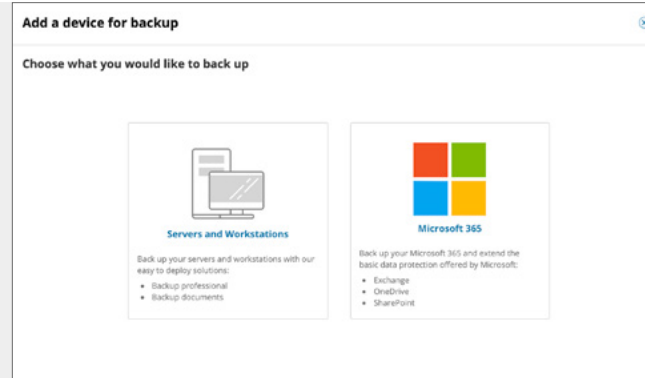 Add a device for backup
Choose what you would like to back up
Servers and Workstations
Back up your servers and workstations with our
easy to deploy solutions:
• Backup professional
• Backup documents
Microsoft 365
Back up your Microsoft 365 and extend the
basic data protection offered by Microsoft:
• Exchange
• OneDrive
• SharePoint